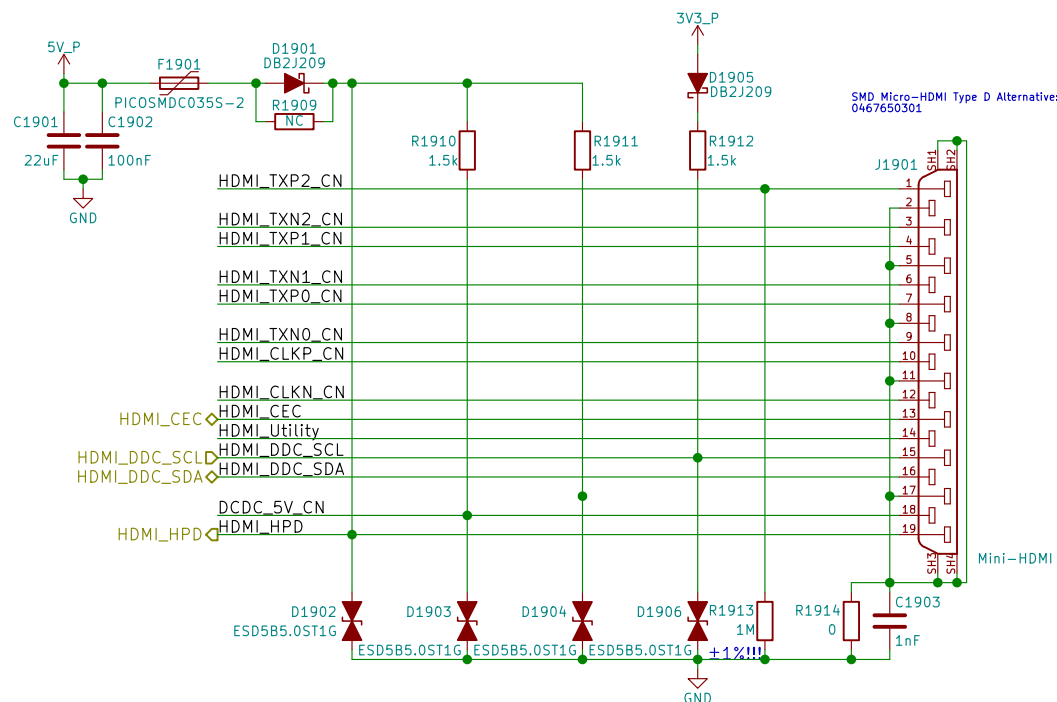 3V3_P
5V_P
D1901
DB2J209
F1901
PICOSMDC035S-2
D1905
DB2J209
R1909
NC
SMD Micro-HDMI Type D Alternative:
0467650301
C1901
22uF
C1902
100nF
R1910
1.5k
R1911
1.5k
R1912
1.5k
GND
J1901
SH1
SH2
HDMI_TXP2_CN
1
2
HDMI_TXN2_CN
3
HDMI_TXP1_CN
4
5
HDMI_TXN1_CN
6
HDMI_TXP0_CN
7
8
HDMI_TXN0_CN
9
HDMI_CLKP_CN
10
11
HDMI_CLKN_CN
12
HDMI_CEC
HDMI_CEC
13
HDMI_Utility
14
HDMI_DDC_SCL
HDMI_DDC_SCL
15
HDMI_DDC_SDA
HDMI_DDC_SDA
16
17
DCDC_5V_CN
18
HDMI_HPD
HDMI_HPD
19
SH3
SH4
Mini-HDMI
D1902
ESD5B5.0ST1G
D1903
ESD5B5.0ST1G
D1904
ESD5B5.0ST1G
D1906
ESD5B5.0ST1G
R1913
1M
±1%!!!
R1914
0
C1903
1nF
GND